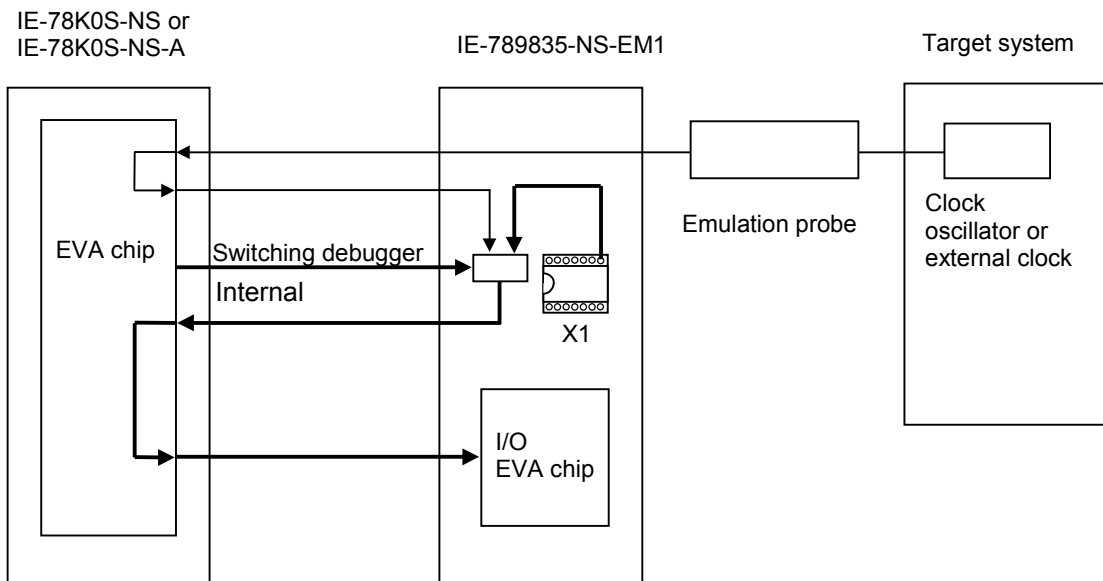 IE-78K0S-NS or
IE-78K0S-NS-A
IE-789835-NS-EM1
Target system
EVA chip
Switching debugger
Internal
X1
I/O
EVA chip
Emulation probe
Clock
oscillator or
external clock